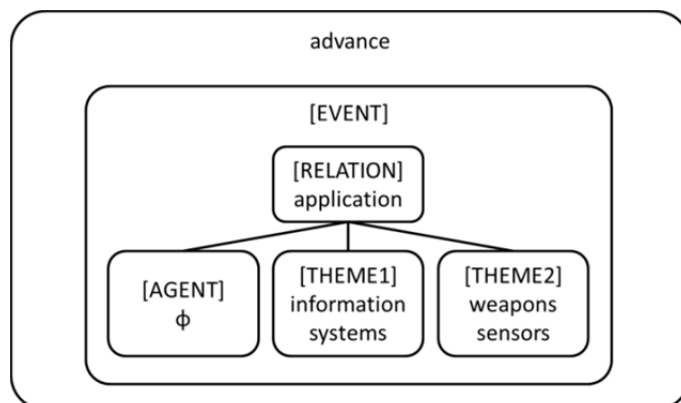 advance
[EVENT]
[RELATION]
application
[AGENT]
ϕ
[THEME1]
information
systems
[THEME2]
weapons
sensors